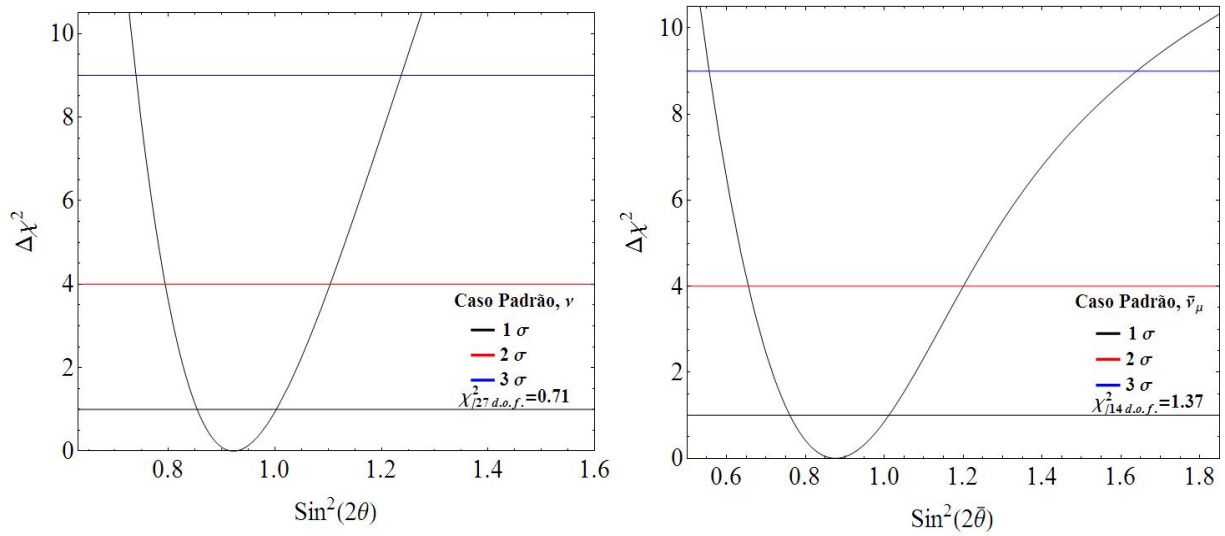 10
8
6
4
2
0
Δχ²
Caso Padrão, ν
1 σ
2 σ
3 σ
χ²/27 d.o.f.=0.71
0.8 1.0 1.2 1.4 1.6
Sin²(2θ)
10
8
6
4
2
0
Δχ²
Caso Padrão, ν̄μ
1 σ
2 σ
3 σ
χ²/14 d.o.f.=1.37
0.6 0.8 1.0 1.2 1.4 1.6 1.8
Sin²(2θ̄)